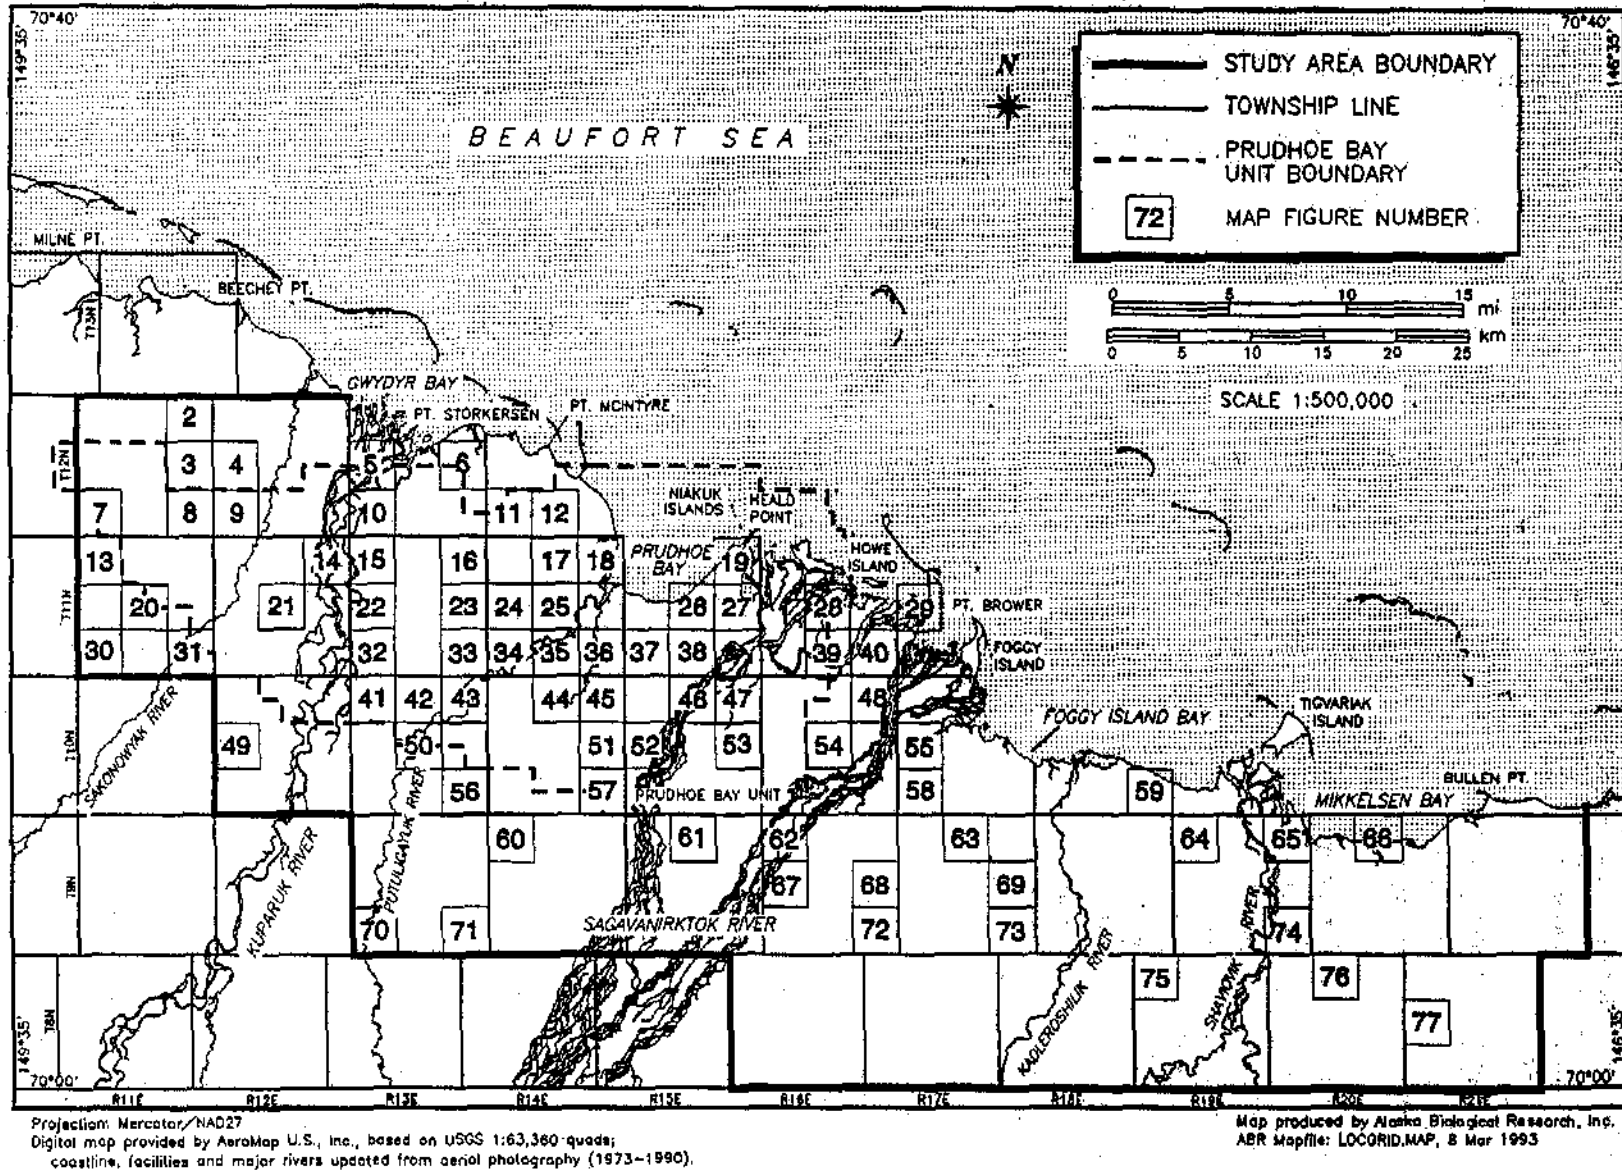 70°40'
70°40'
149°35'
146°35'
N
STUDY AREA BOUNDARY
TOWNSHIP LINE
PRUDHOE BAY
UNIT BOUNDARY
72 MAP FIGURE NUMBER
BEAUFORT SEA
MILNE PT.
BEECHEY PT.
0 5 10 15 mi
km
0 5 10 15 20 25
SCALE 1:500,000
T13N
GWYDYR BAY
PT. STORKERSEN
PT. MCINTYRE
2
T12N
3 4 5 6
NIAKUK
ISLANDS
HEALD
POINT
7 8 9 10 11 12
HOWE
ISLAND
PRUDHOE
BAY
13 14 15 16 17 18 19
T11N
20 21 22 23 24 25 26 27 28 29
PT. BROWER
FOGGY
ISLAND
30 31 32 33 34 35 36 37 38 39 40
41 42 43 44 45 46 47 48
TIGVARIAK
ISLAND
FOGGY ISLAND BAY
SAKONOWYAK RIVER
T10N
49 50 51 52 53 54 55
BULLEN PT.
MIKKELSEN BAY
56 57 PRUDHOE BAY UNIT 58 59
60 61 62 63 64 65 66
KUPARUK RIVER
PUTULIGAYUK RIVER
T9N
67 68 69
SAGAVANIRKTOK RIVER
70 71 72 73 74
KADLEROSHILIK RIVER
SHAVIOVIK RIVER
75 76
77
T8N
149°35'
146°35'
70°00'
70°00'
R11E R12E R13E R14E R15E R16E R17E R18E R19E R20E R21E
Projection: Mercator/NAD27
Digital map provided by AeroMap U.S., Inc., based on USGS 1:63,360 quads;
coastline, facilities and major rivers updated from aerial photography (1973-1990).
Map produced by Alaska Biological Research, Inc.
ABR Mapfile: LOCGRID.MAP, 8 Mar 1993